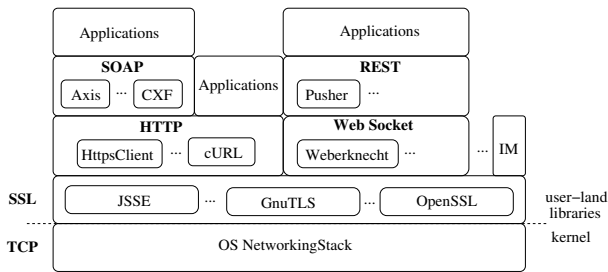 Applications
Applications
SOAP
REST
Axis ... CXF
Applications
Pusher ...
HTTP
Web Socket
HttpsClient ... cURL
Weberknecht ...
... IM
SSL
JSSE ... GnuTLS ... OpenSSL
user-land
libraries
kernel
TCP
OS NetworkingStack